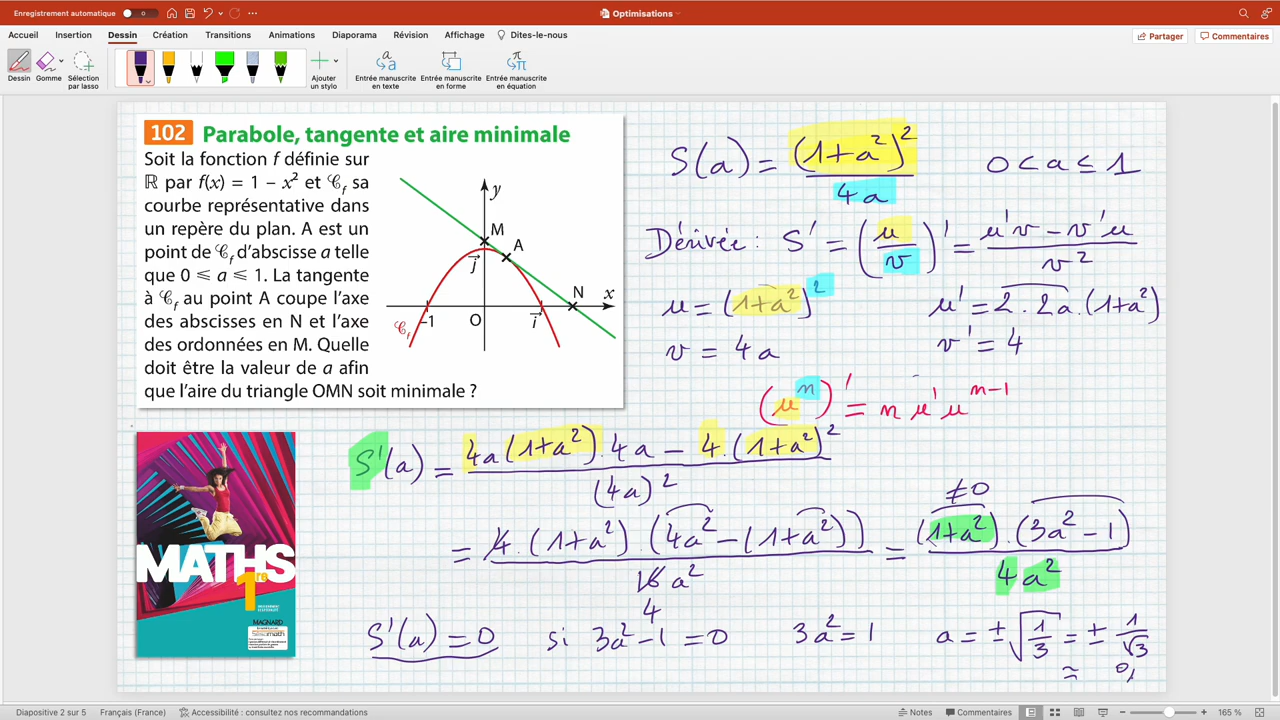 Enregistrement automatique
Optimisations
Accueil Insertion Dessin Création Transitions Animations Diaporama Révision Affichage Dites-le-nous
Partager Commentaires
Dessin Gomme Sélection par lasso
Ajouter un stylo
Entrée manuscrite en texte
Entrée manuscrite en forme
Entrée manuscrite en équation
102 Parabole, tangente et aire minimale
Soit la fonction f définie sur
ℝ par f(x) = 1 – x² et 𝒞f sa
courbe représentative dans
un repère du plan. A est un
point de 𝒞f d'abscisse a telle
que 0 ⩽ a ⩽ 1. La tangente
à 𝒞f au point A coupe l'axe
des abscisses en N et l'axe
des ordonnées en M. Quelle
doit être la valeur de a afin
que l'aire du triangle OMN soit minimale ?
y
M
A
j
N
x
𝒞f
-1
O
i
S(a) = (1+a²)² / 4a 0 < a ≤ 1
Dérivée : S' = (u/v)' = (u'v – v'u) / v²
u = (1+a²)² u' = 2.2a.(1+a²)
v = 4a v' = 4
(uⁿ)' = n u' uⁿ⁻¹
S'(a) = (4a(1+a²).4a – 4.(1+a²)²) / (4a)²
≠0
= 4.(1+a²).(4a² – (1+a²)) / 16a² = (1+a²).(3a² – 1) / 4a²
4
S'(a) = 0 si 3a² – 1 = 0 3a² = 1 a = ±√(1/3) = ± 1/√3
≈ 0,
MATHS
1re
MAGNARD
sésamath
Diapositive 2 sur 5 Français (France) Accessibilité : consultez nos recommandations
Notes Commentaires 165 %